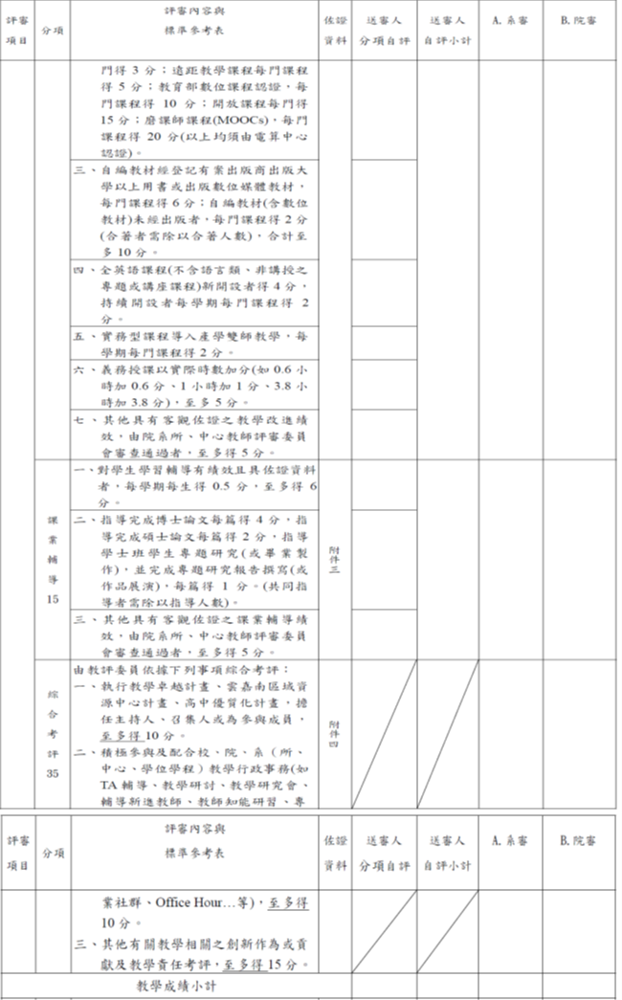 評審項目
分項
評審內容與
標準參考表
佐證資料
送審人
分項自評
送審人
自評小計
A.系審
B.院審
門得 3 分；遠距教學課程每門課程
得 5 分；教育部數位課程認證，每
門課程得 10 分；開放課程每門得
15 分；磨課師課程(MOOCs)，每門
課程得 20 分(以上均須由電算中心
認證)。
三、自編教材經登記有案出版商出版大
學以上用書或出版數位媒體教材，
每門課程得 6 分；自編教材(含數位
教材)未經出版者，每門課程得 2 分
(合著者需除以合著人數)，合計至
多 10 分。
四、全英語課程(不含語言類、非講授之
專題或講座課程)新開設者得 4 分，
持續開設者每學期每門課程得 2
分。
五、實務型課程導入產學雙師教學，每
學期每門課程得 2 分。
六、義務授課以實際時數加分(如 0.6 小
時加 0.6 分、1 小時加 1 分、3.8 小
時加 3.8 分)，至多 5 分。
七、其他具有客觀佐證之教學改進績
效，由院系所、中心教師評審委員
會審查通過者，至多得 5 分。
課業輔導15
一、對學生學習輔導有績效且具佐證資料
者，每學期每生得 0.5 分，至多得 6
分。
二、指導完成博士論文每篇得 4 分，指
導完成碩士論文每篇得 2 分，指導
學士班學生專題研究(或畢業製
作)，並完成專題研究報告撰寫(或
作品展演)，每篇得 1 分。(共同指
導者需除以指導人數)。
三、其他具有客觀佐證之課業輔導績
效，由院系所、中心教師評審委員
會審查通過者，至多得 5 分。
附件三
綜合考評35
由教評委員依據下列事項綜合考評：
一、執行教學卓越計畫、雲嘉南區域資
源中心計畫、高中優質化計畫，擔
任主持人、召集人或為參與成員，
至多得 10 分。
二、積極參與及配合校、院、系（所、
中心、學位學程）教學行政事務(如
TA 輔導、教學研討、教學研究會、
輔導新進教師、教師知能研習、專
附件四
評審項目
分項
評審內容與
標準參考表
佐證資料
送審人
分項自評
送審人
自評小計
A.系審
B.院審
業社群、Office Hour…等)，至多得
10 分。
三、其他有關教學相關之創新作為或貢
獻及教學責任考評，至多得 15 分。
教學成績小計